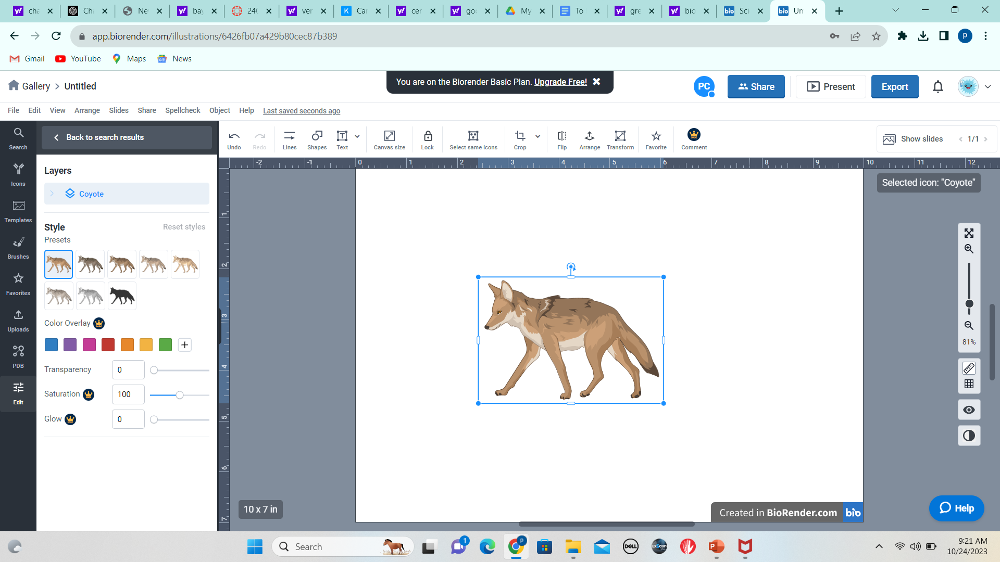 cha
Cha
Ne
bay
240
ver
Car
cer
goo
My
To
gre
bio
Sci
Un
app.biorender.com/illustrations/6426fb07a429b80cec87b389
Gmail
YouTube
Maps
News
Gallery > Untitled
You are on the Biorender Basic Plan. Upgrade Free!
PC
Share
Present
Export
File Edit View Arrange Slides Share Spellcheck Object Help Last saved seconds ago
Search
Icons
Templates
Brushes
Favorites
Uploads
PDB
Edit
Back to search results
Undo
Redo
Lines
Shapes
Text
Canvas size
Lock
Select same icons
Crop
Flip
Arrange
Transform
Favorite
Comment
Show slides
1/1
-2 -1 0 1 2 3 4 5 6 7 8 9 10 11 12
1
2
3
4
5
6
7
Layers
Coyote
Style
Reset styles
Presets
Color Overlay
Transparency 0
Saturation 100
Glow 0
Selected icon: "Coyote"
81%
10 x 7 in
Created in BioRender.com bio
Help
Search
1
DELL
9:21 AM
10/24/2023